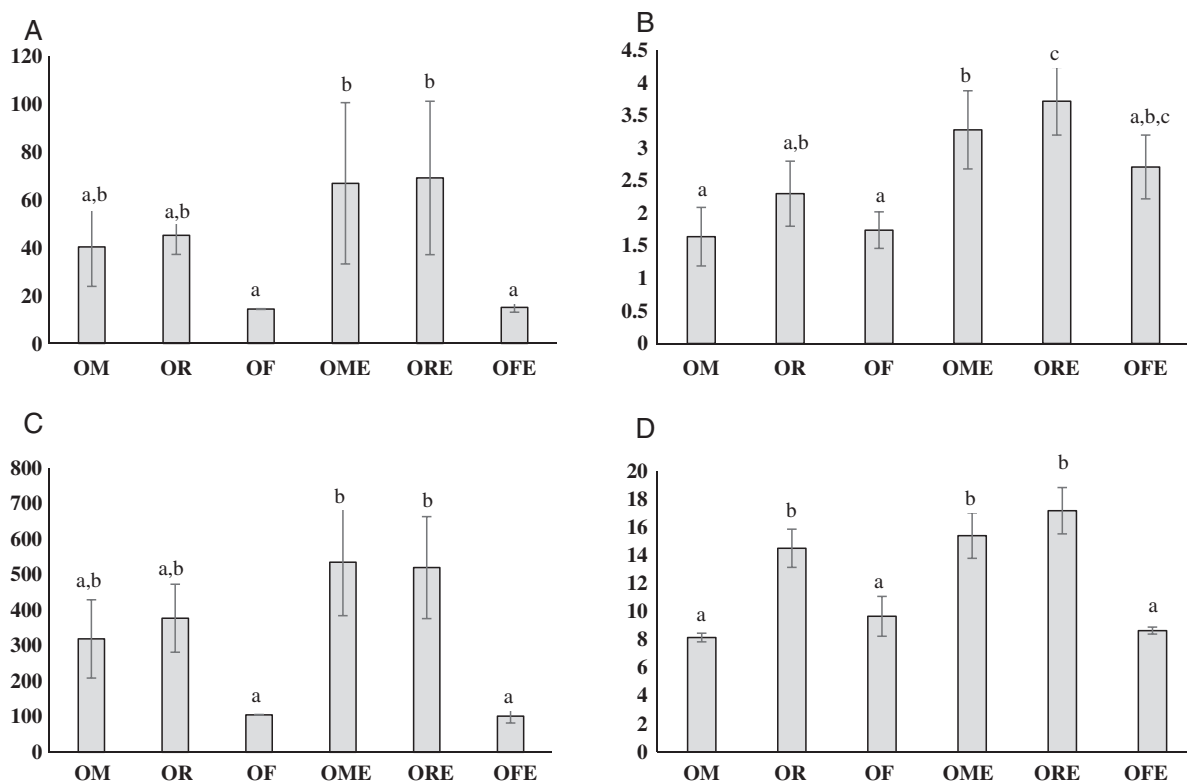 A
120
100
80
60
40
20
0
a,b
a,b
a
b
b
a
OM OR OF OME ORE OFE
B
4.5
4
3.5
3
2.5
2
1.5
1
0.5
0
a
a,b
a
b
c
a,b,c
OM OR OF OME ORE OFE
C
800
700
600
500
400
300
200
100
0
a,b
a,b
a
b
b
a
OM OR OF OME ORE OFE
D
20
18
16
14
12
10
8
6
4
2
0
a
b
a
b
b
a
OM OR OF OME ORE OFE